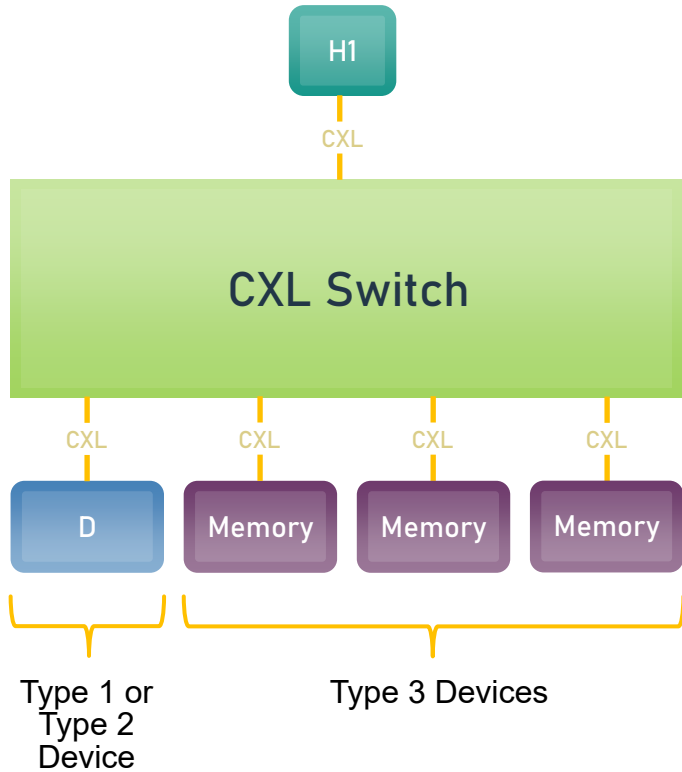 H1
CXL
CXL Switch
CXL CXL CXL CXL
D Memory Memory Memory
Type 1 or
Type 2
Device
Type 3 Devices